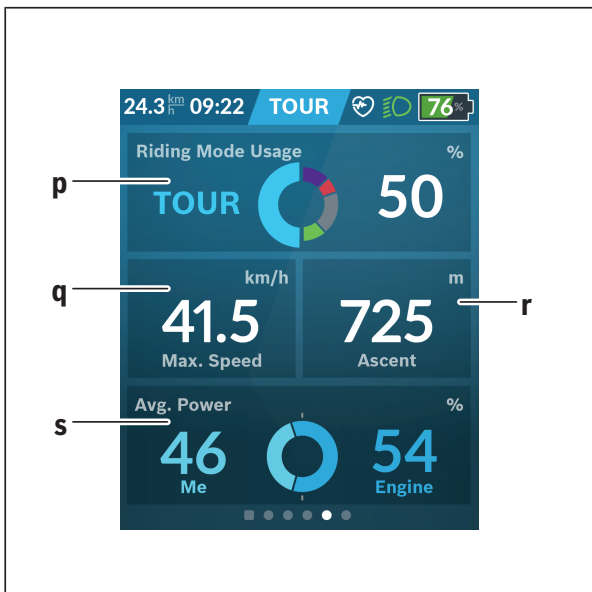 24.3 km/h 09:22 TOUR 76%
Riding Mode Usage %
p
TOUR 50
q
km/h m
41.5 725
r
Max. Speed Ascent
Avg. Power %
s
46 54
Me Engine